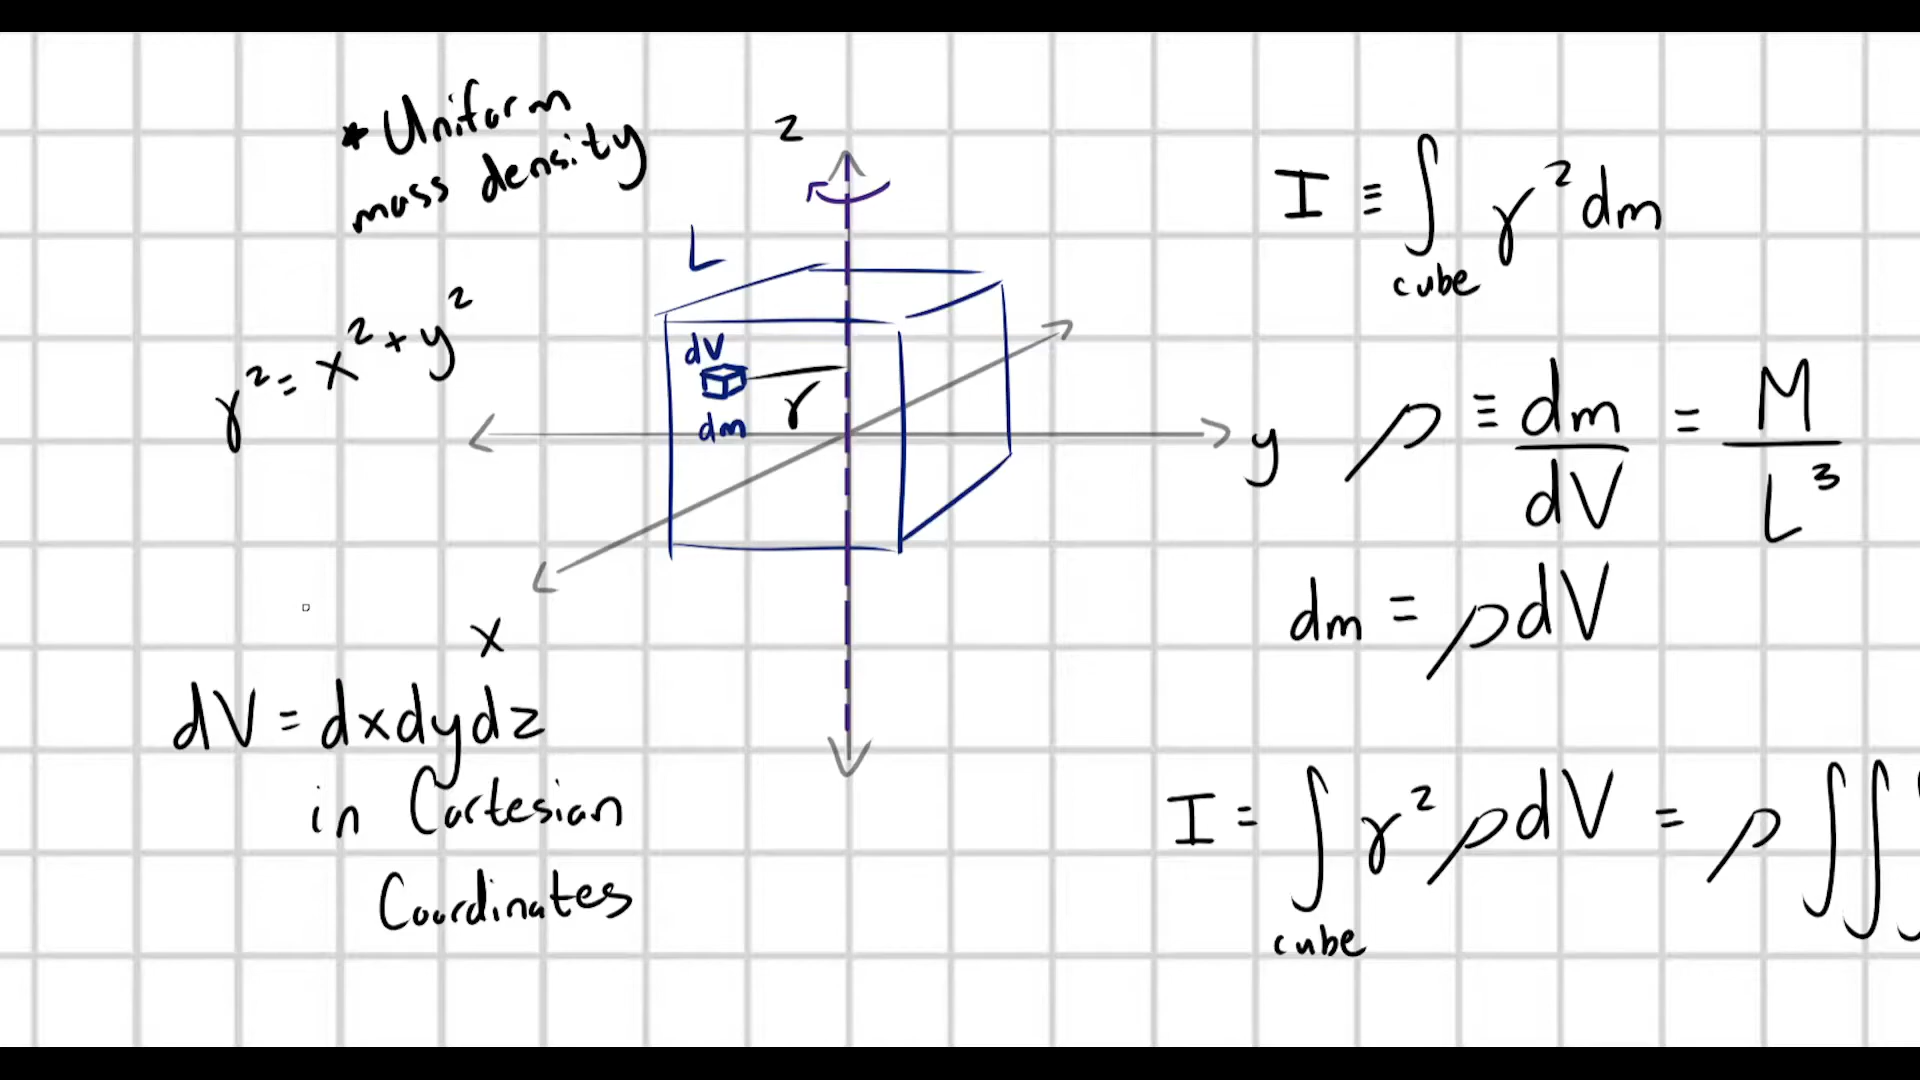 * Uniform
mass density
z
L
r² = x² + y²
dV
dm
r
y
x
dV = dxdydz
in Cartesian
Coordinates
I ≡ ∫ r² dm
cube
ρ ≡ dm/dV = M/L³
dm = ρdV
I = ∫ r² ρdV = ρ∫∫∫
cube